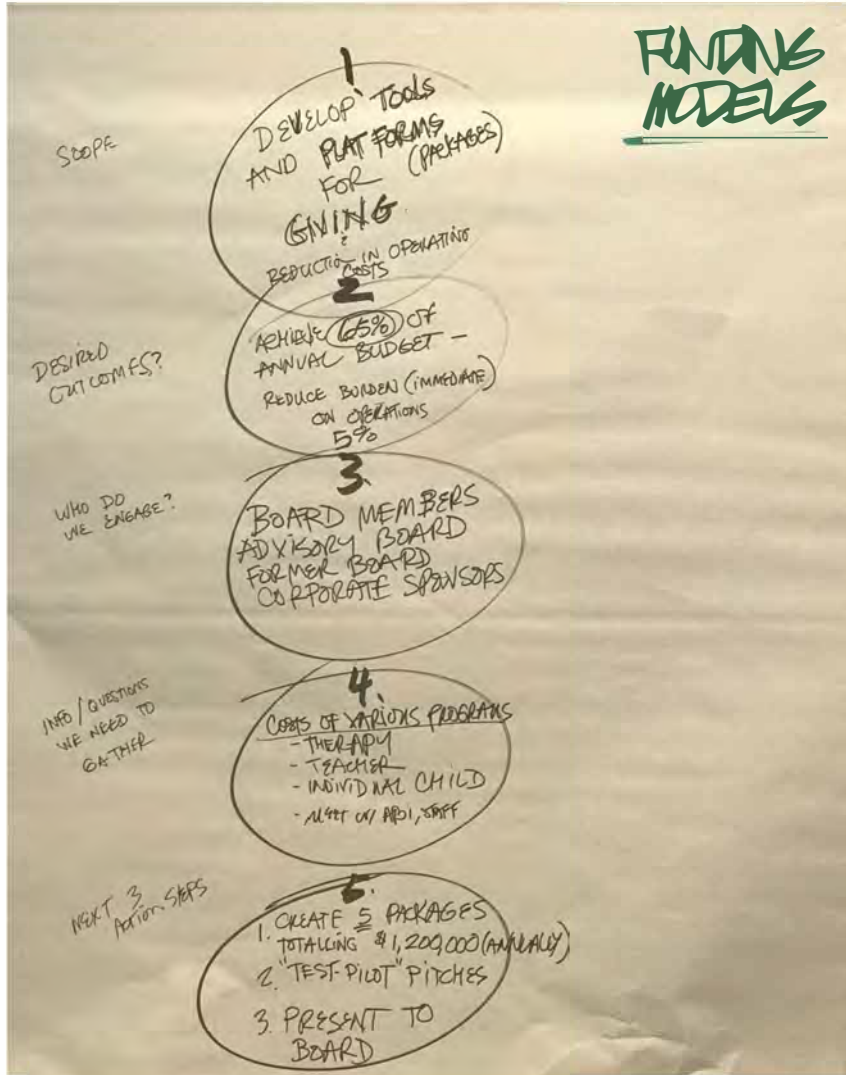 FUNDING
MODELS
SCOPE
1
DEVELOP TOOLS
AND PLATFORMS
(PACKAGES)
FOR
GIVING
&
REDUCTION IN OPERATING
COSTS
DESIRED
OUTCOMES?
2
ACHIEVE 65% OF
ANNUAL BUDGET –
REDUCE BURDEN (IMMEDIATE)
ON OPERATIONS
5%
WHO DO
WE ENGAGE?
3.
BOARD MEMBERS
ADVISORY BOARD
FORMER BOARD
CORPORATE SPONSORS
INFO / QUESTIONS
WE NEED TO
GATHER
4.
COSTS OF VARIOUS PROGRAMS
- THERAPY
- TEACHER
- INDIVIDUAL CHILD
- MEET W/ ABI, STAFF
NEXT 3
ACTION STEPS
5.
1. CREATE 5 PACKAGES
TOTALLING $1,200,000 (ANNUALLY)
2. "TEST-PILOT" PITCHES
3. PRESENT TO
BOARD